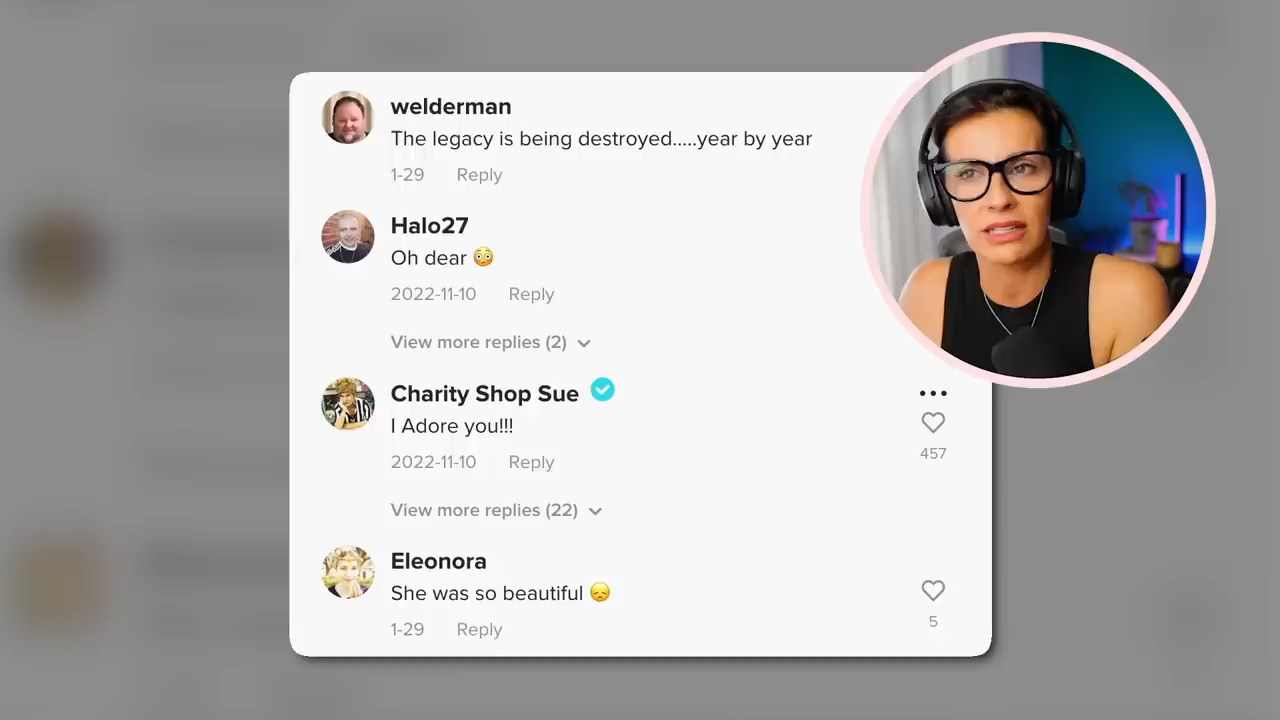 welderman
The legacy is being destroyed.....year by year
1-29 Reply
Halo27
Oh dear 😳
2022-11-10 Reply
View more replies (2)
Charity Shop Sue
I Adore you!!!
2022-11-10 Reply
457
View more replies (22)
Eleonora
She was so beautiful 😞
1-29 Reply
5